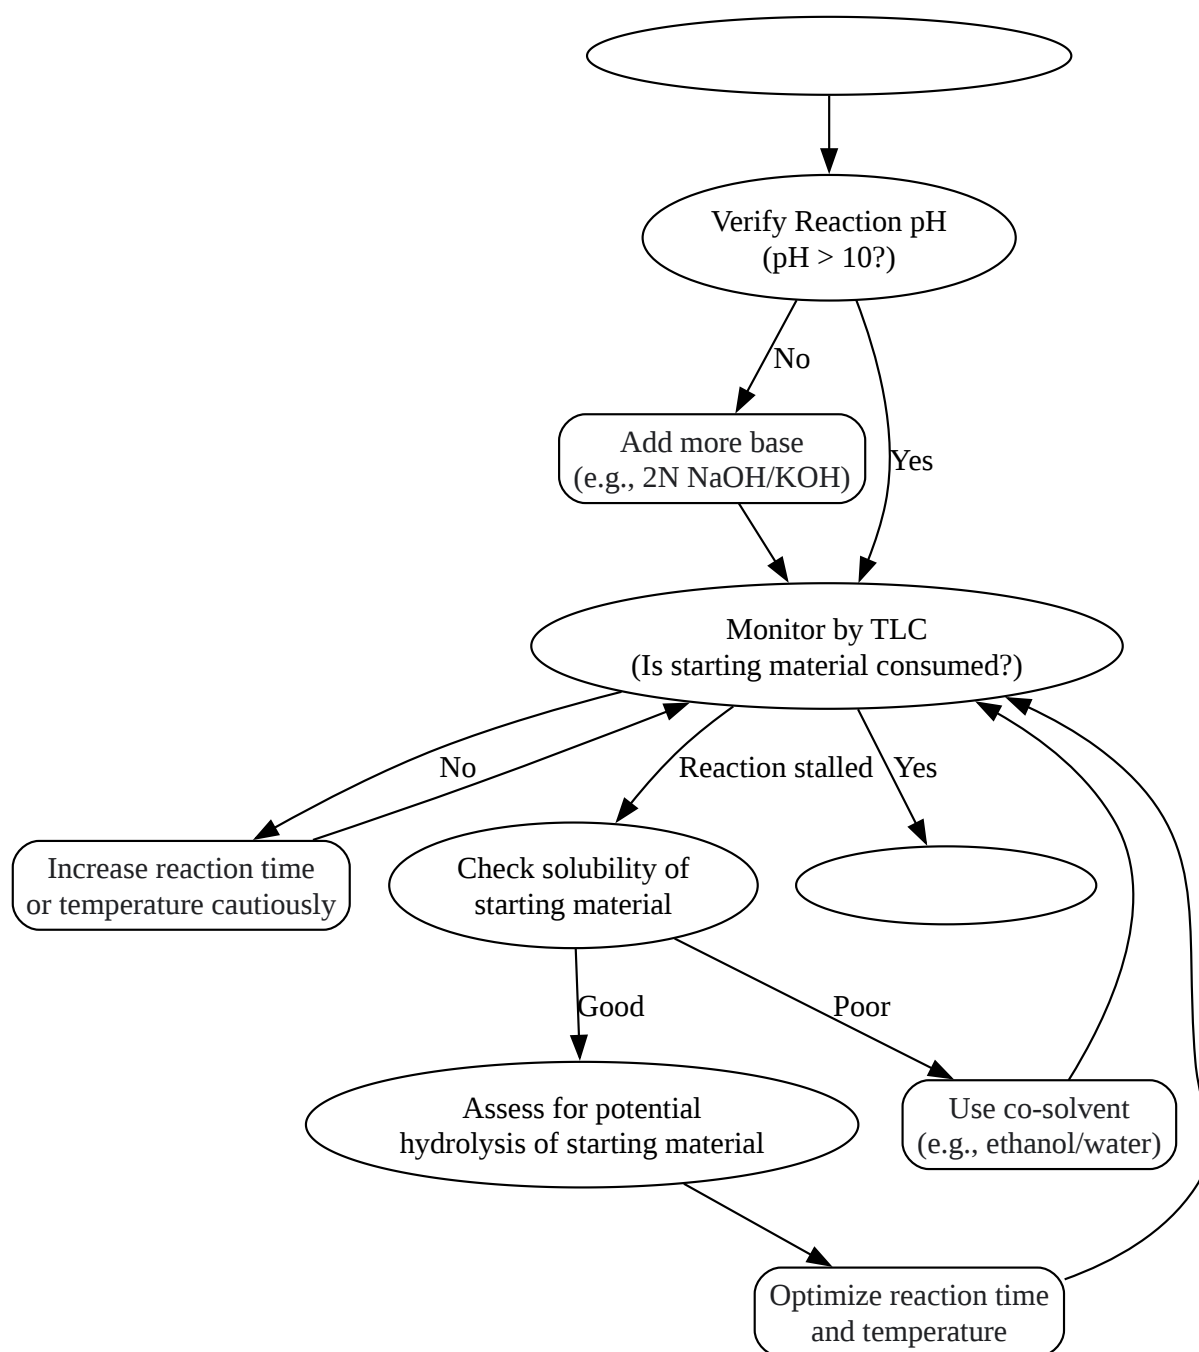 Verify Reaction pH
(pH > 10?)
No
Add more base
(e.g., 2N NaOH/KOH)
Yes
Monitor by TLC
(Is starting material consumed?)
No
Reaction stalled
Yes
Increase reaction time
or temperature cautiously
Check solubility of
starting material
Good
Poor
Assess for potential
hydrolysis of starting material
Use co-solvent
(e.g., ethanol/water)
Optimize reaction time
and temperature